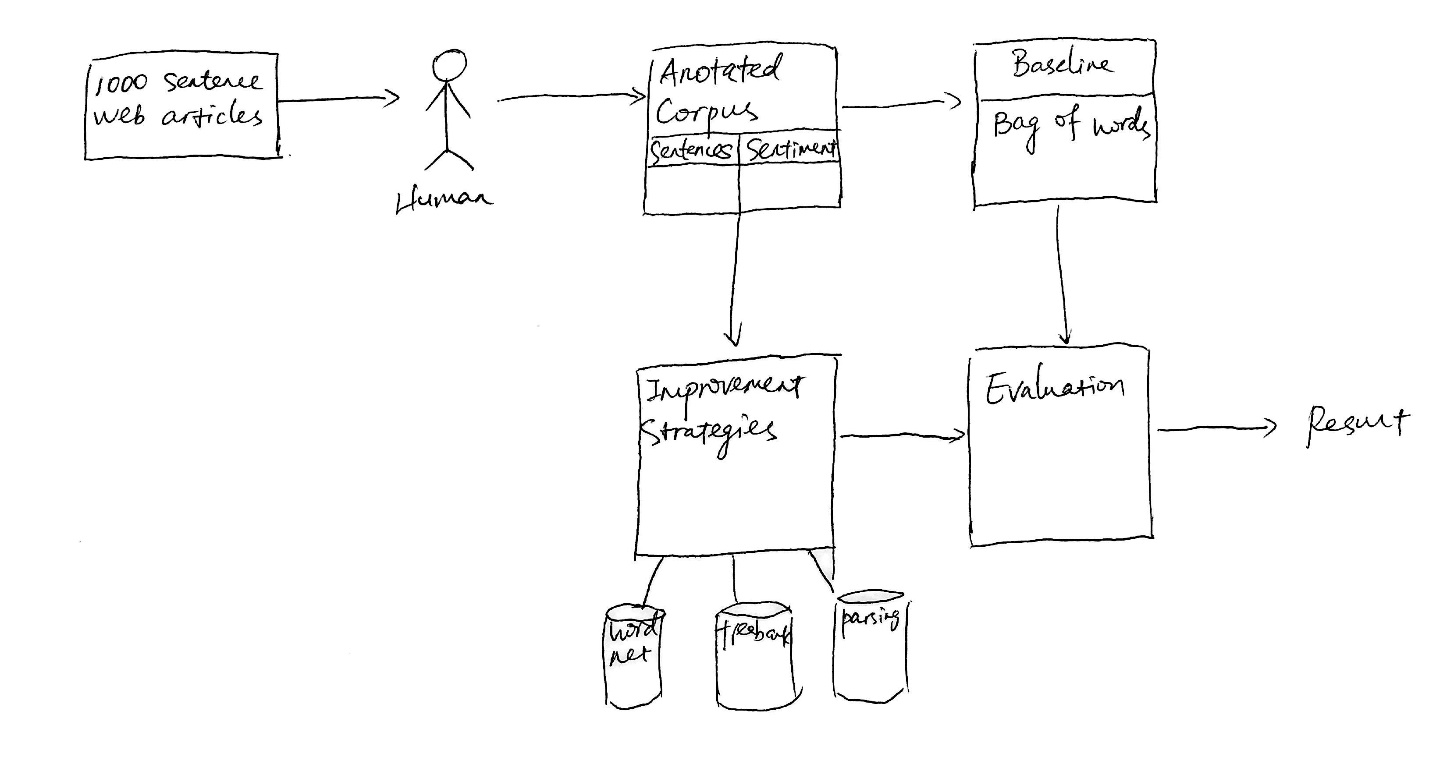 1000 Sentence
web articles
Human
Anotated
Corpus
Sentences Sentiment
Baseline
Bag of words
Improvement
Strategies
Evaluation
Result
word
net
treebank
parsing